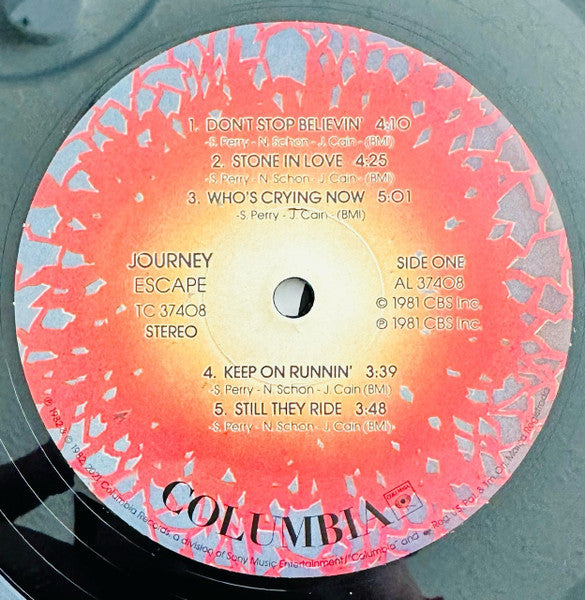 1. DON'T STOP BELIEVIN' 4:10
-S. Perry - N. Schon - J. Cain - (BMI)
2. STONE IN LOVE 4:25
-S. Perry - N. Schon - J. Cain - (BMI)
3. WHO'S CRYING NOW 5:01
-S. Perry - J. Cain - (BMI)
JOURNEY
ESCAPE
TC 37408
STEREO
SIDE ONE
AL 37408
© 1981 CBS Inc.
℗ 1981 CBS Inc.
4. KEEP ON RUNNIN' 3:39
-S. Perry - N. Schon - J. Cain (BMI)
5. STILL THEY RIDE 3:48
-S. Perry - N. Schon - J. Cain (BMI)
COLUMBIA
Columbia Records, a division of Sony Music Entertainment/"Columbia" and